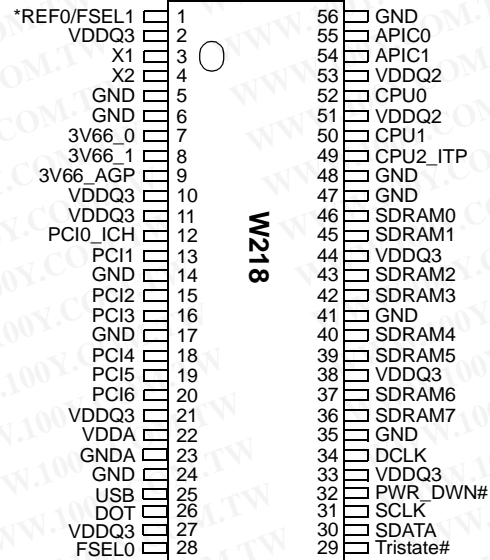 *REF0/FSEL1 1 56 GND
VDDQ3 2 55 APIC0
X1 3 54 APIC1
X2 4 53 VDDQ2
GND 5 52 CPU0
GND 6 51 VDDQ2
3V66_0 7 50 CPU1
3V66_1 8 49 CPU2_ITP
3V66_AGP 9 48 GND
VDDQ3 10 47 GND
VDDQ3 11 46 SDRAM0
PCI0_ICH 12 45 SDRAM1
PCI1 13 44 VDDQ3
GND 14 43 SDRAM2
PCI2 15 42 SDRAM3
PCI3 16 41 GND
GND 17 40 SDRAM4
PCI4 18 39 SDRAM5
PCI5 19 38 VDDQ3
PCI6 20 37 SDRAM6
VDDQ3 21 36 SDRAM7
VDDA 22 35 GND
GNDA 23 34 DCLK
GND 24 33 VDDQ3
USB 25 32 PWR_DWN#
DOT 26 31 SCLK
VDDQ3 27 30 SDATA
FSEL0 28 29 Tristate#
W218